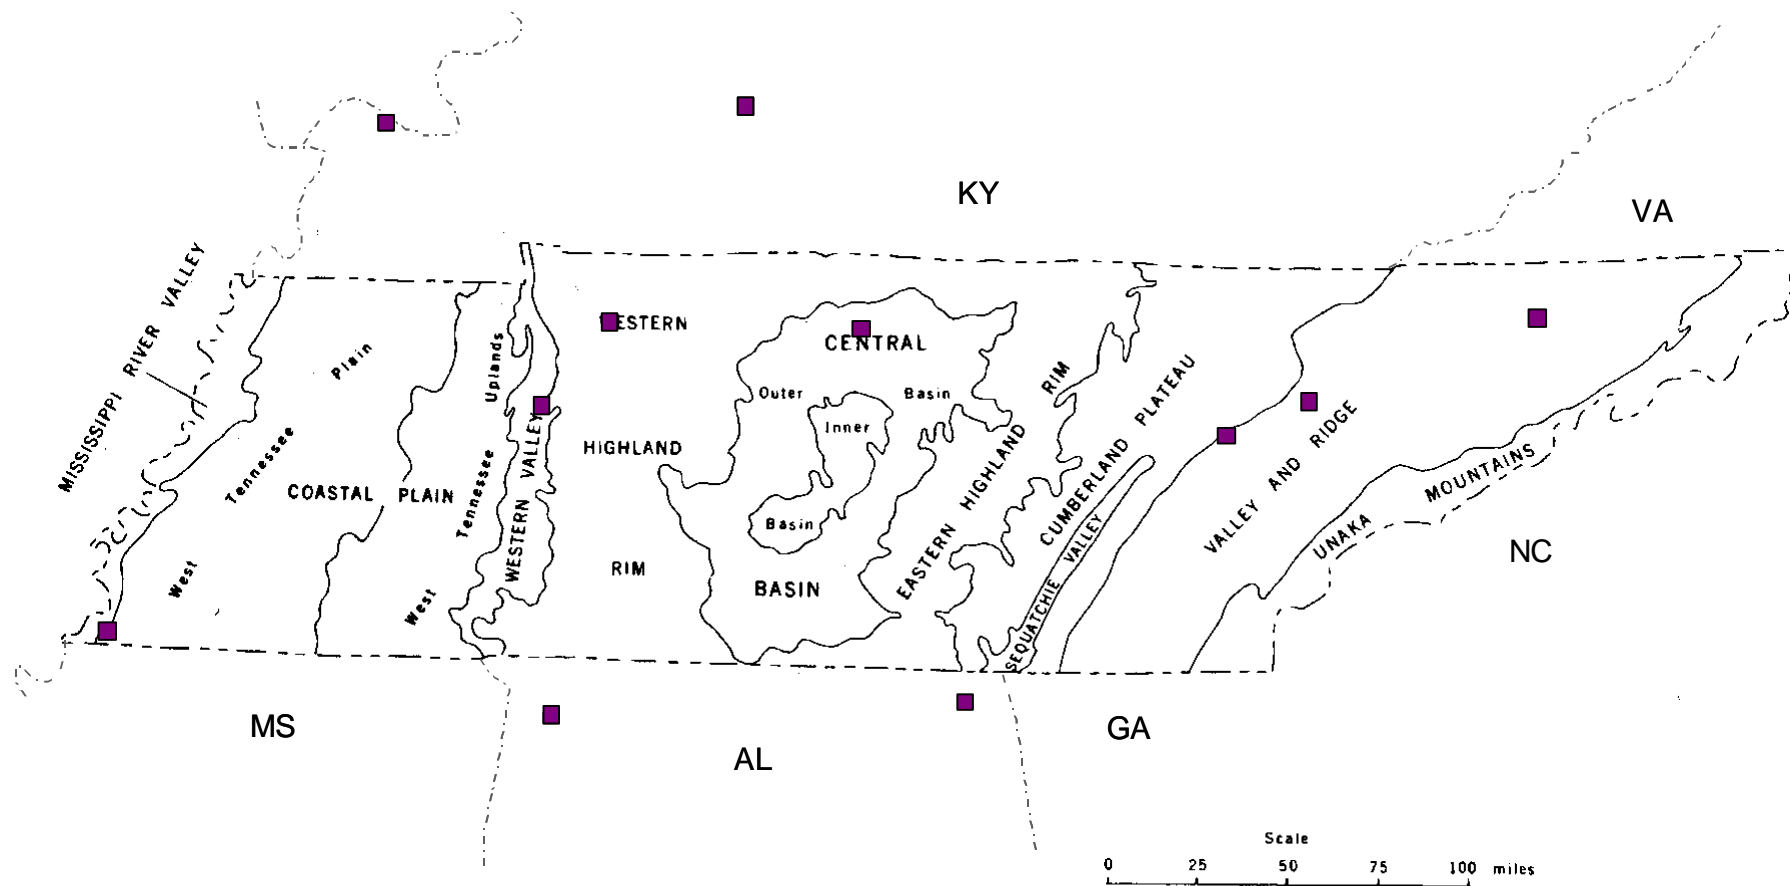 KY
VA
MISSISSIPPI RIVER VALLEY
West Tennessee Plain
COASTAL PLAIN
West Tennessee Uplands
WESTERN VALLEY
ESTERN
HIGHLAND
RIM
CENTRAL
BASIN
Outer Basin
Inner
Basin
EASTERN HIGHLAND RIM
CUMBERLAND PLATEAU
SEQUATCHIE VALLEY
VALLEY AND RIDGE
UNAKA MOUNTAINS
NC
MS
AL
GA
Scale
0 25 50 75 100 miles